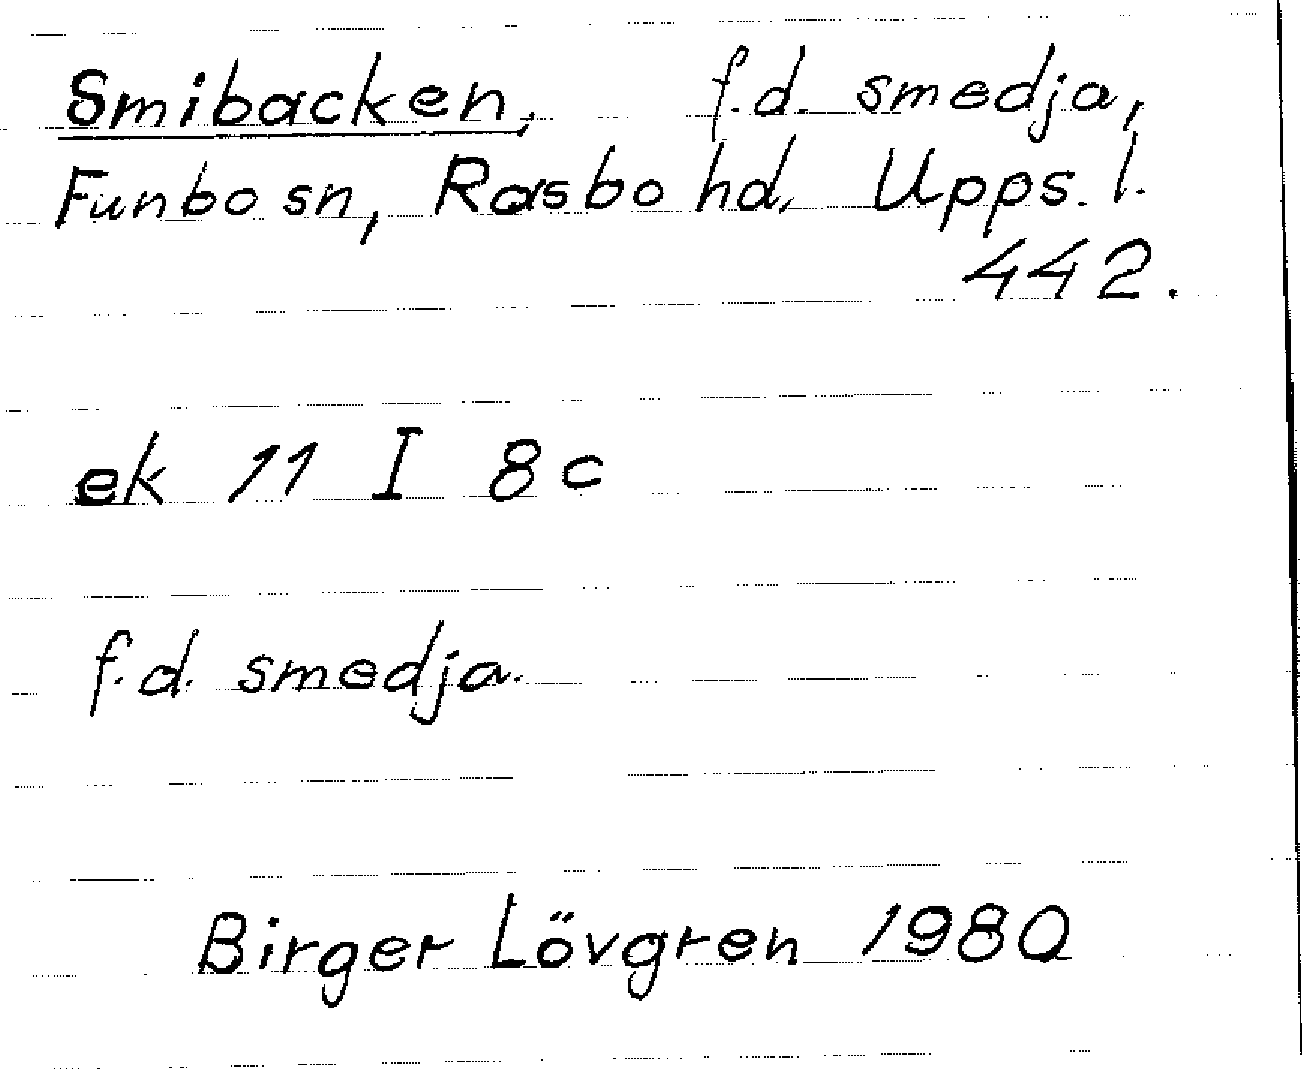 Smibacken, f.d. smedja,
Funbo sn, Rasbo hd, Upps. l.
442.
ek 11 I 8c
f.d. smedja.
Birger Lövgren 1980